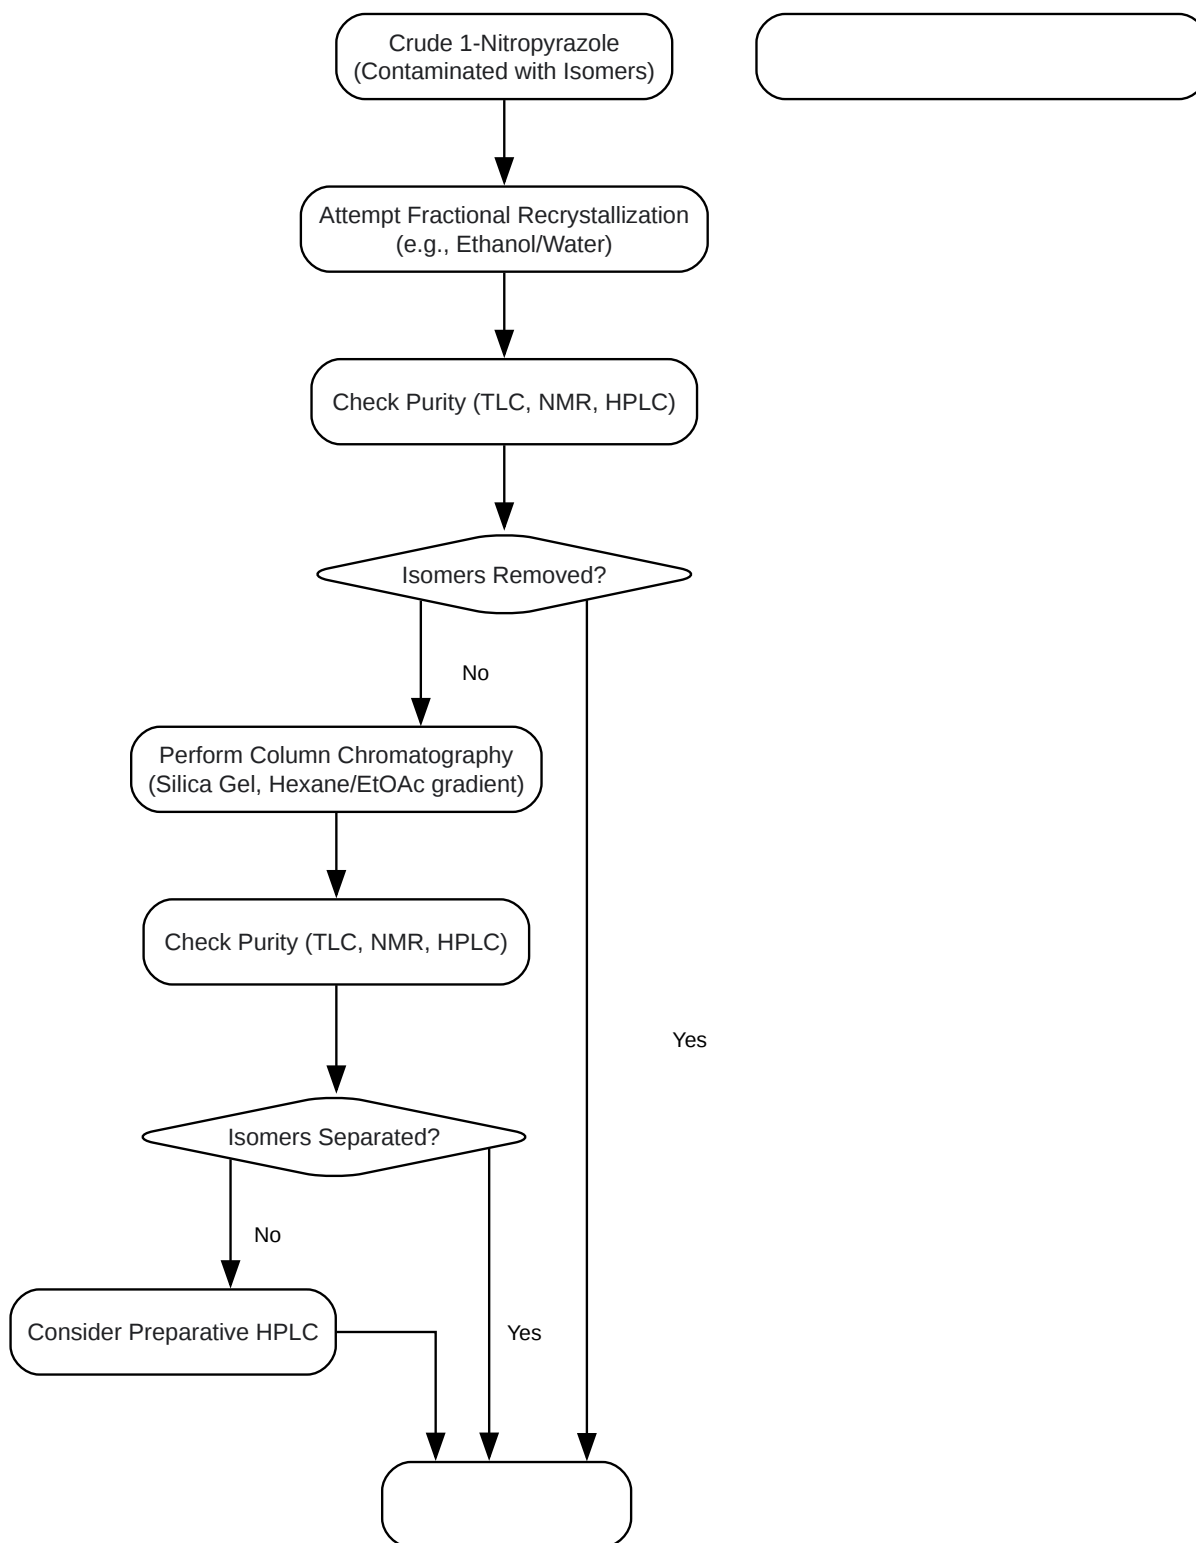 Crude 1-Nitropyrazole
(Contaminated with Isomers)
Attempt Fractional Recrystallization
(e.g., Ethanol/Water)
Check Purity (TLC, NMR, HPLC)
Isomers Removed?
No
Perform Column Chromatography
(Silica Gel, Hexane/EtOAc gradient)
Check Purity (TLC, NMR, HPLC)
Yes
Isomers Separated?
No
Consider Preparative HPLC
Yes